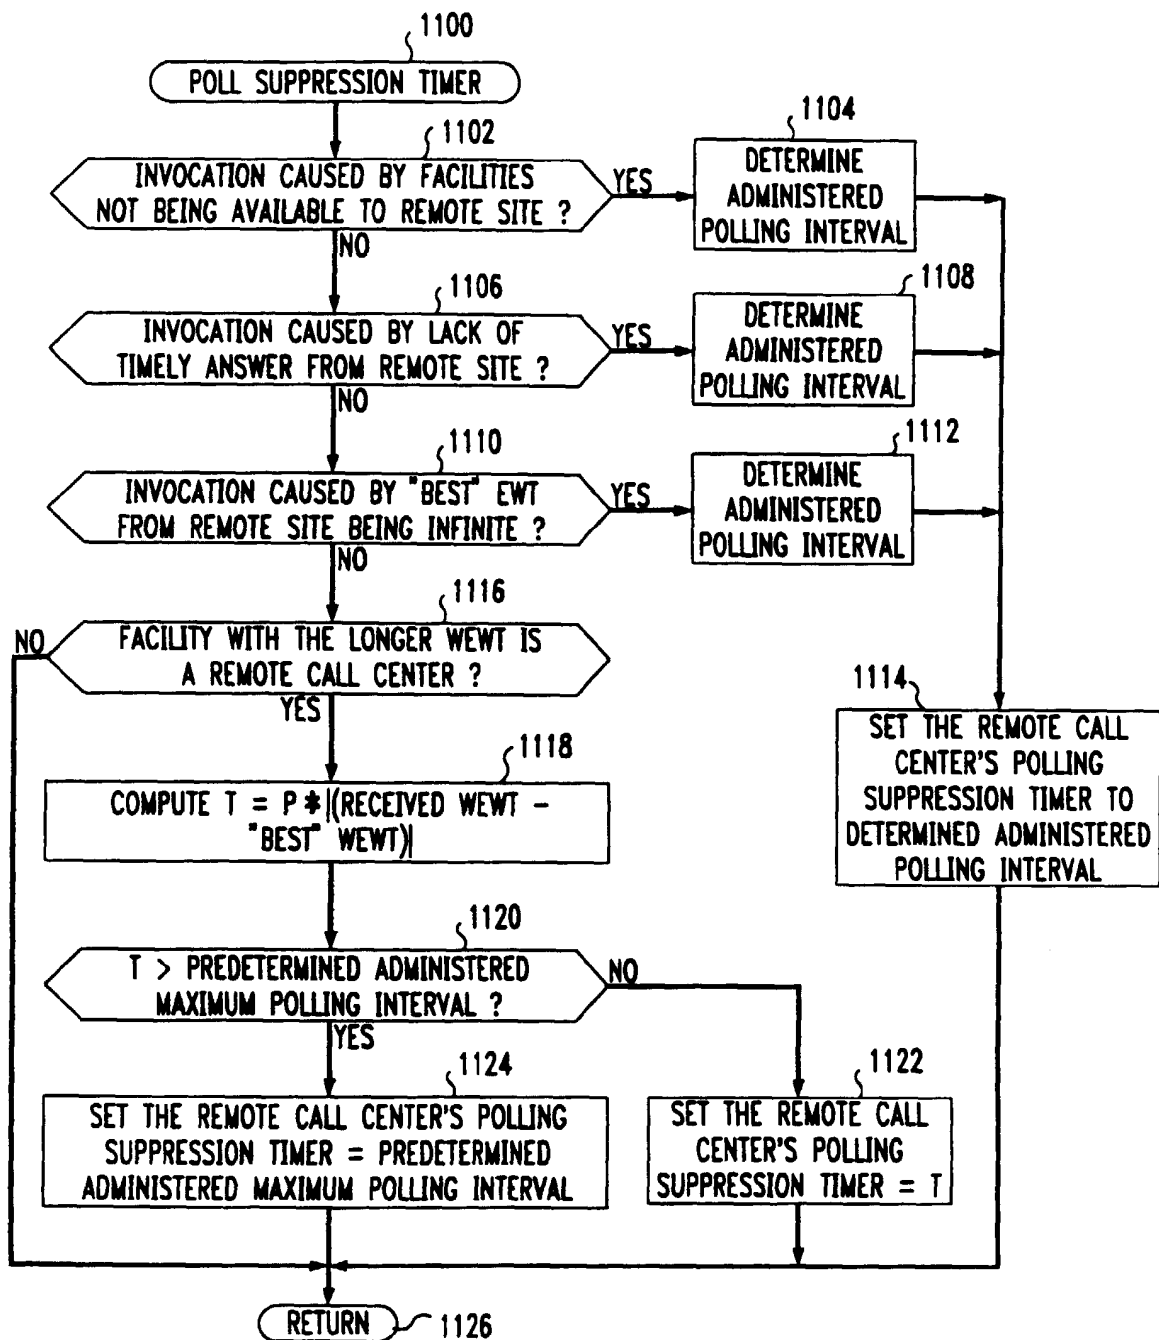 1100
POLL SUPPRESSION TIMER
1102
INVOCATION CAUSED BY FACILITIES
NOT BEING AVAILABLE TO REMOTE SITE ?
YES
NO
1104
DETERMINE
ADMINISTERED
POLLING INTERVAL
1106
INVOCATION CAUSED BY LACK OF
TIMELY ANSWER FROM REMOTE SITE ?
YES
NO
1108
DETERMINE
ADMINISTERED
POLLING INTERVAL
1110
INVOCATION CAUSED BY "BEST" EWT
FROM REMOTE SITE BEING INFINITE ?
YES
NO
1112
DETERMINE
ADMINISTERED
POLLING INTERVAL
1116
FACILITY WITH THE LONGER WEWT IS
A REMOTE CALL CENTER ?
NO
YES
1114
SET THE REMOTE CALL
CENTER'S POLLING
SUPPRESSION TIMER TO
DETERMINED ADMINISTERED
POLLING INTERVAL
1118
COMPUTE T = P * |(RECEIVED WEWT -
"BEST" WEWT)|
1120
T > PREDETERMINED ADMINISTERED
MAXIMUM POLLING INTERVAL ?
NO
YES
1124
SET THE REMOTE CALL CENTER'S POLLING
SUPPRESSION TIMER = PREDETERMINED
ADMINISTERED MAXIMUM POLLING INTERVAL
1122
SET THE REMOTE CALL
CENTER'S POLLING
SUPPRESSION TIMER = T
RETURN
1126